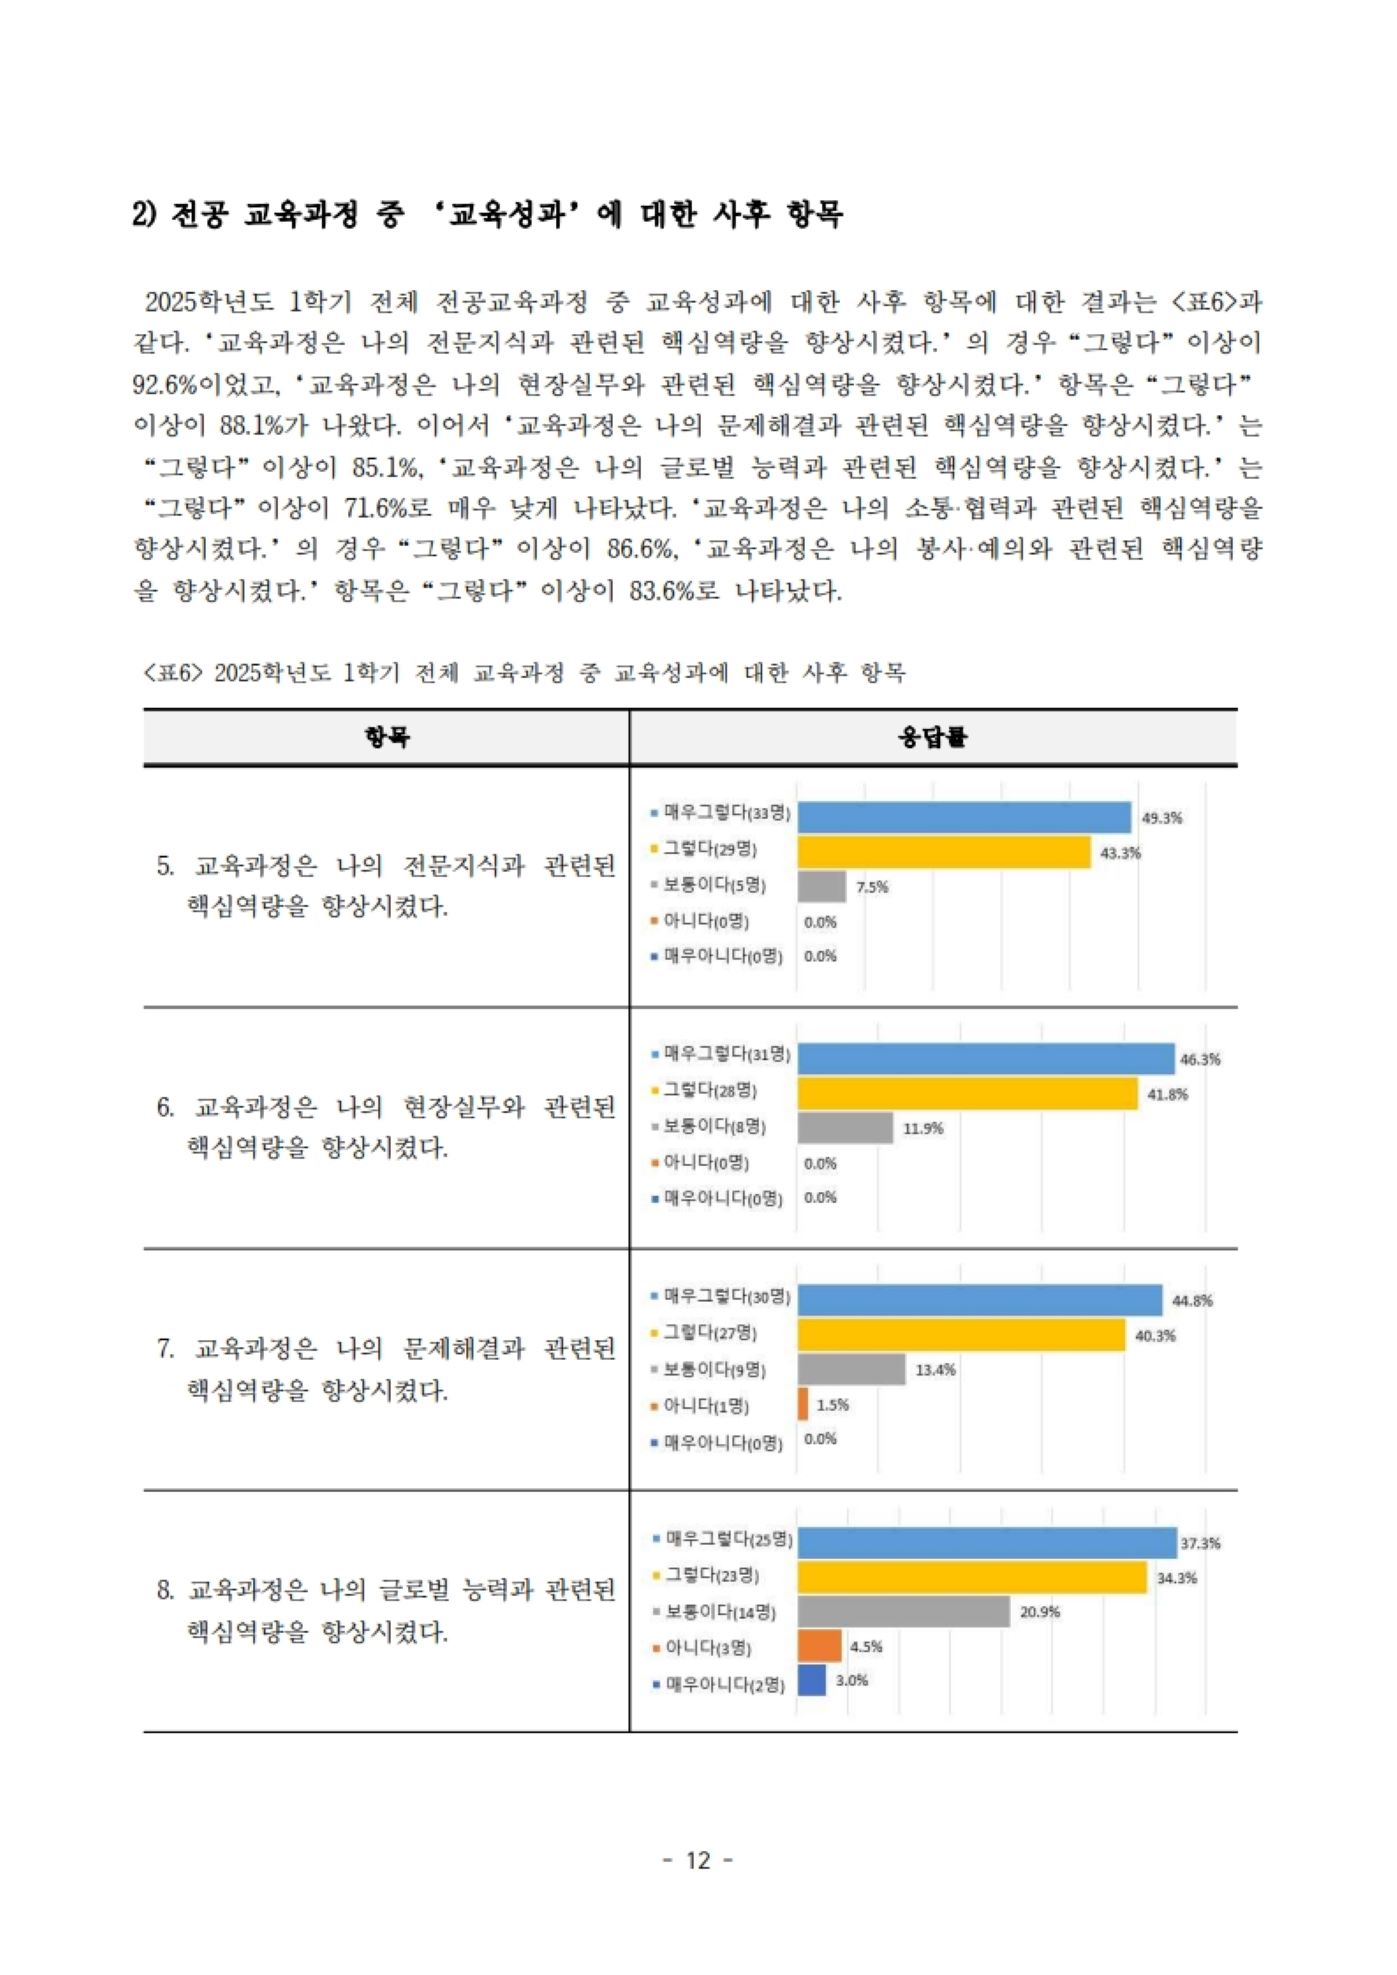 2) 전공 교육과정 중 ‘교육성과’에 대한 사후 항목
2025학년도 1학기 전체 전공교육과정 중 교육성과에 대한 사후 항목에 대한 결과는 <표6>과
같다. ‘교육과정은 나의 전문지식과 관련된 핵심역량을 향상시켰다.’의 경우 “그렇다” 이상이
92.6%이었고, ‘교육과정은 나의 현장실무와 관련된 핵심역량을 향상시켰다.’ 항목은 “그렇다”
이상이 88.1%가 나왔다. 이어서 ‘교육과정은 나의 문제해결과 관련된 핵심역량을 향상시켰다.’는
“그렇다” 이상이 85.1%, ‘교육과정은 나의 글로벌 능력과 관련된 핵심역량을 향상시켰다.’는
“그렇다” 이상이 71.6%로 매우 낮게 나타났다. ‘교육과정은 나의 소통·협력과 관련된 핵심역량을
향상시켰다.’의 경우 “그렇다” 이상이 86.6%, ‘교육과정은 나의 봉사·예의와 관련된 핵심역량
을 향상시켰다.’ 항목은 “그렇다” 이상이 83.6%로 나타났다.
<표6> 2025학년도 1학기 전체 교육과정 중 교육성과에 대한 사후 항목
항목 응답률
5. 교육과정은 나의 전문지식과 관련된
핵심역량을 향상시켰다.
매우그렇다(33명) 49.3%
그렇다(29명) 43.3%
보통이다(5명) 7.5%
아니다(0명) 0.0%
매우아니다(0명) 0.0%
6. 교육과정은 나의 현장실무와 관련된
핵심역량을 향상시켰다.
매우그렇다(31명) 46.3%
그렇다(28명) 41.8%
보통이다(8명) 11.9%
아니다(0명) 0.0%
매우아니다(0명) 0.0%
7. 교육과정은 나의 문제해결과 관련된
핵심역량을 향상시켰다.
매우그렇다(30명) 44.8%
그렇다(27명) 40.3%
보통이다(9명) 13.4%
아니다(1명) 1.5%
매우아니다(0명) 0.0%
8. 교육과정은 나의 글로벌 능력과 관련된
핵심역량을 향상시켰다.
매우그렇다(25명) 37.3%
그렇다(23명) 34.3%
보통이다(14명) 20.9%
아니다(3명) 4.5%
매우아니다(2명) 3.0%
- 12 -